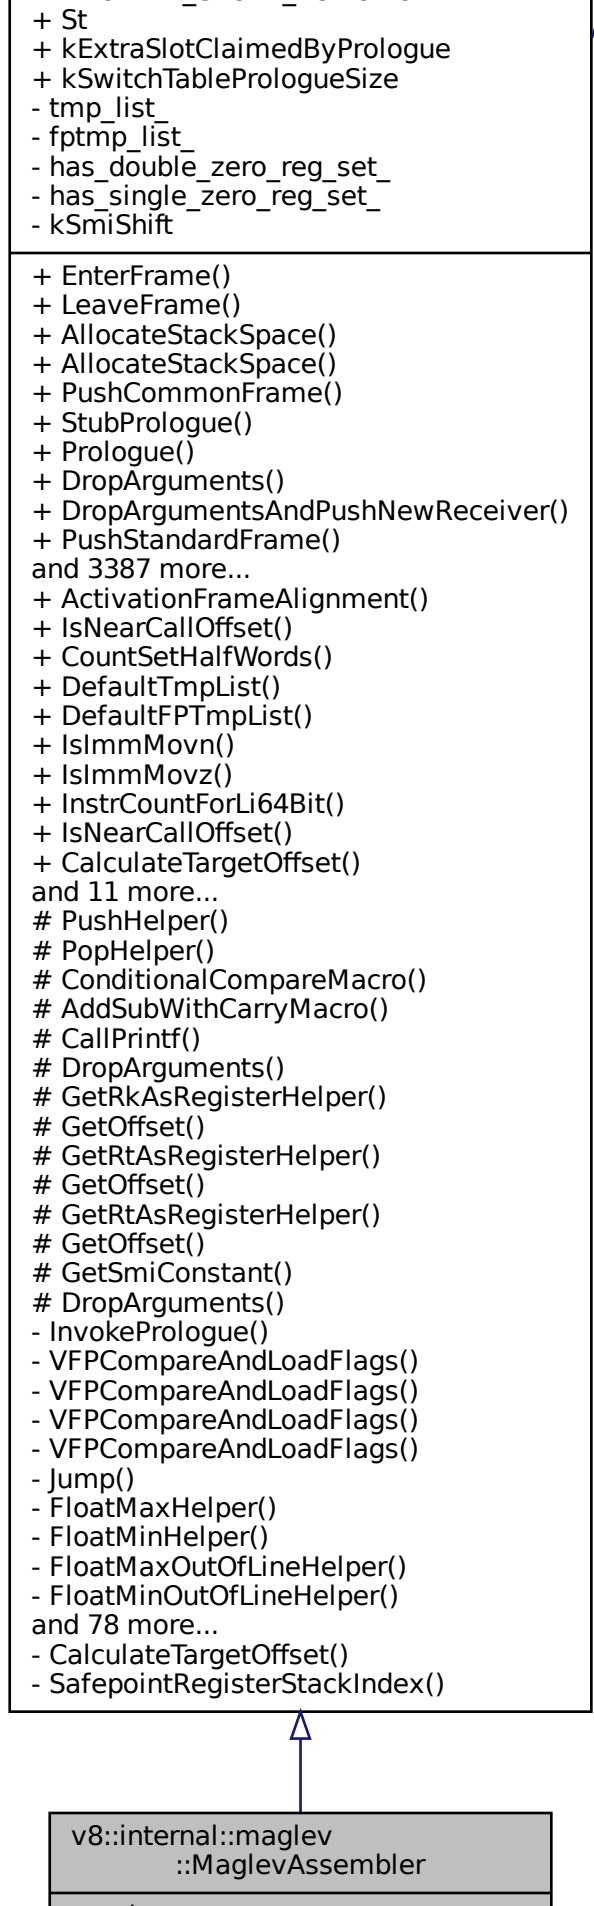 + St
+ kExtraSlotClaimedByPrologue
+ kSwitchTablePrologueSize
- tmp_list_
- fptmp_list_
- has_double_zero_reg_set_
- has_single_zero_reg_set_
- kSmiShift
+ EnterFrame()
+ LeaveFrame()
+ AllocateStackSpace()
+ AllocateStackSpace()
+ PushCommonFrame()
+ StubPrologue()
+ Prologue()
+ DropArguments()
+ DropArgumentsAndPushNewReceiver()
+ PushStandardFrame()
and 3387 more...
+ ActivationFrameAlignment()
+ IsNearCallOffset()
+ CountSetHalfWords()
+ DefaultTmpList()
+ DefaultFPTmpList()
+ IsImmMovn()
+ IsImmMovz()
+ InstrCountForLi64Bit()
+ IsNearCallOffset()
+ CalculateTargetOffset()
and 11 more...
# PushHelper()
# PopHelper()
# ConditionalCompareMacro()
# AddSubWithCarryMacro()
# CallPrintf()
# DropArguments()
# GetRkAsRegisterHelper()
# GetOffset()
# GetRtAsRegisterHelper()
# GetOffset()
# GetRtAsRegisterHelper()
# GetOffset()
# GetSmiConstant()
# DropArguments()
- InvokePrologue()
- VFPCompareAndLoadFlags()
- VFPCompareAndLoadFlags()
- VFPCompareAndLoadFlags()
- VFPCompareAndLoadFlags()
- Jump()
- FloatMaxHelper()
- FloatMinHelper()
- FloatMaxOutOfLineHelper()
- FloatMinOutOfLineHelper()
and 78 more...
- CalculateTargetOffset()
- SafepointRegisterStackIndex()
v8::internal::maglev
::MaglevAssembler